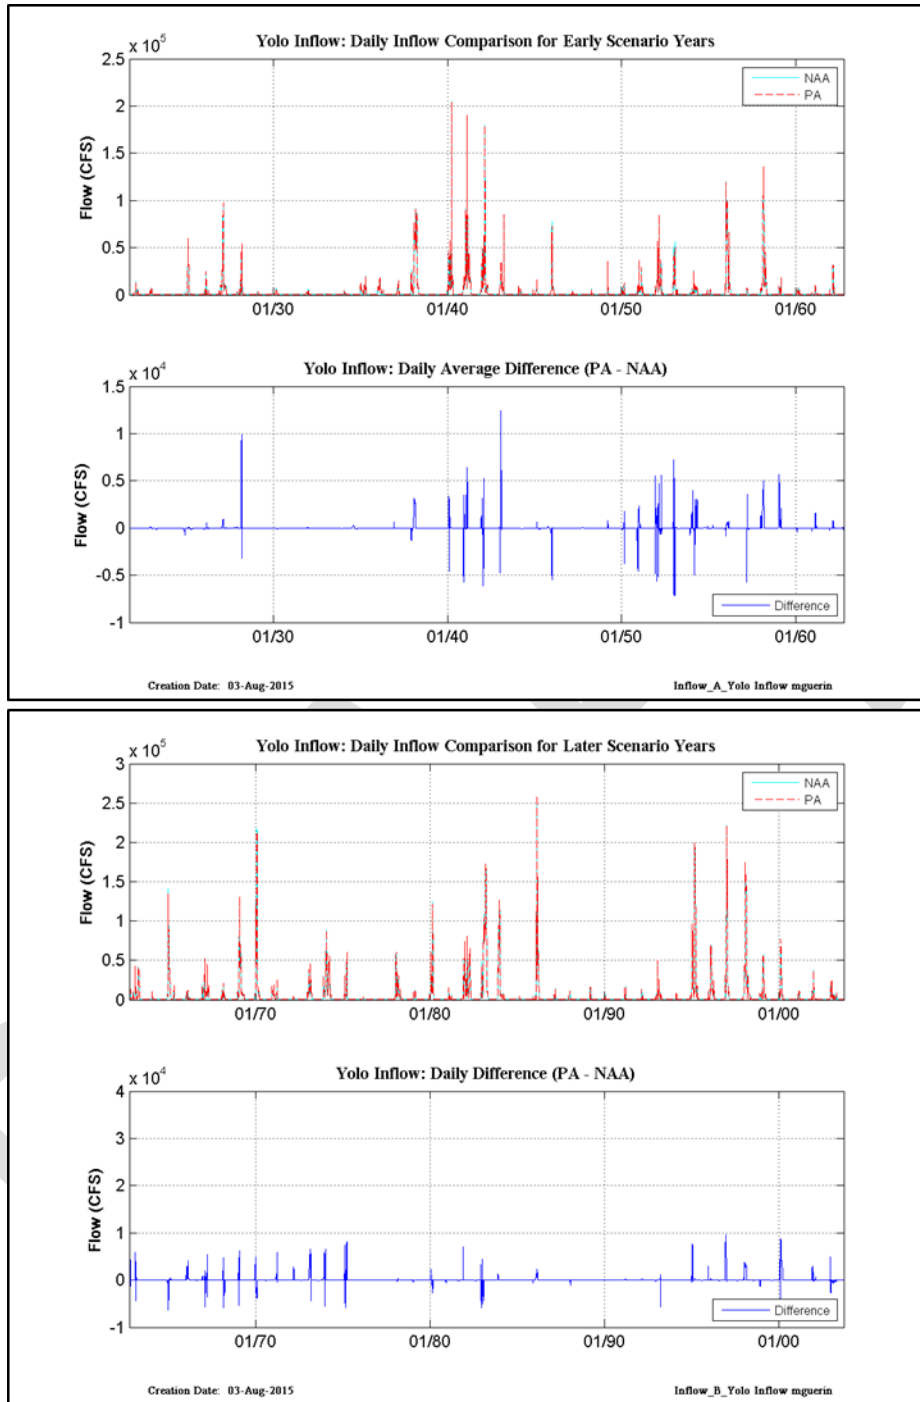 Yolo Inflow: Daily Inflow Comparison for Early Scenario Years
x 10^5
2.5
2
1.5
1
0.5
0
Flow (CFS)
NAA
PA
01/30 01/40 01/50 01/60
Yolo Inflow: Daily Average Difference (PA - NAA)
x 10^4
1.5
1
0.5
0
-0.5
-1
Flow (CFS)
Difference
01/30 01/40 01/50 01/60
Creation Date: 03-Aug-2015 Inflow_A_Yolo Inflow mguerin
Yolo Inflow: Daily Inflow Comparison for Later Scenario Years
x 10^5
3
2.5
2
1.5
1
0.5
0
Flow (CFS)
NAA
PA
01/70 01/80 01/90 01/00
Yolo Inflow: Daily Difference (PA - NAA)
x 10^4
4
3
2
1
0
-1
Flow (CFS)
Difference
01/70 01/80 01/90 01/00
Creation Date: 03-Aug-2015 Inflow_B_Yolo Inflow mguerin